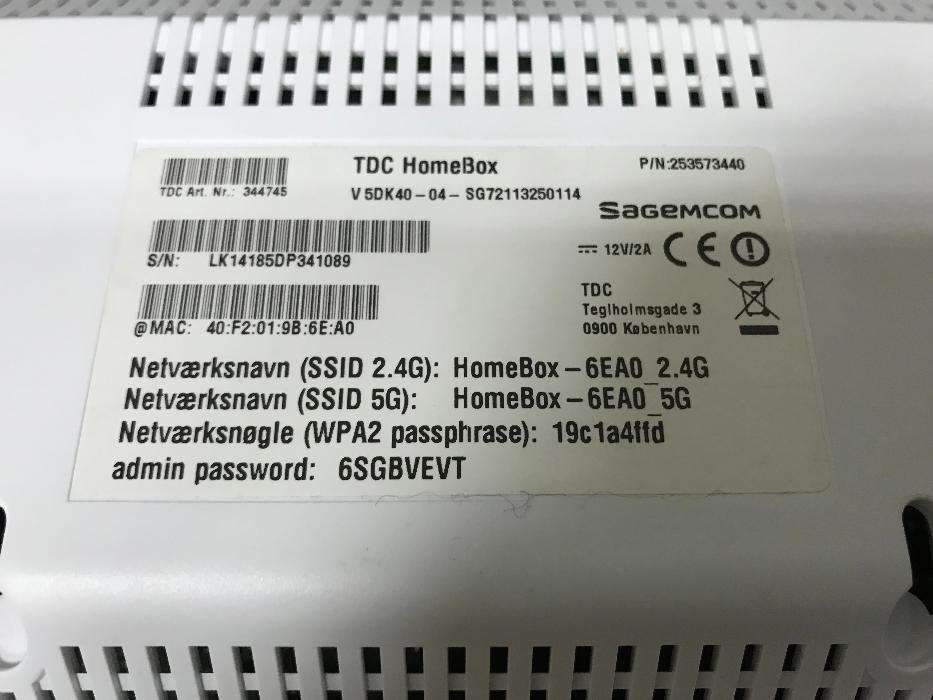 TDC HomeBox
P/N:253573440
TDC Art. Nr.: 344745
V 5DK40-04-SG72113250114
SAGEMCOM
S/N: LK14185DP341089
12V/2A CE
@MAC: 40:F2:01:9B:6E:A0
TDC
Teglholmsgade 3
0900 København
Netværksnavn (SSID 2.4G): HomeBox-6EA0_2.4G
Netværksnavn (SSID 5G): HomeBox-6EA0_5G
Netværksnøgle (WPA2 passphrase): 19c1a4ffd
admin password: 6SGBVEVT